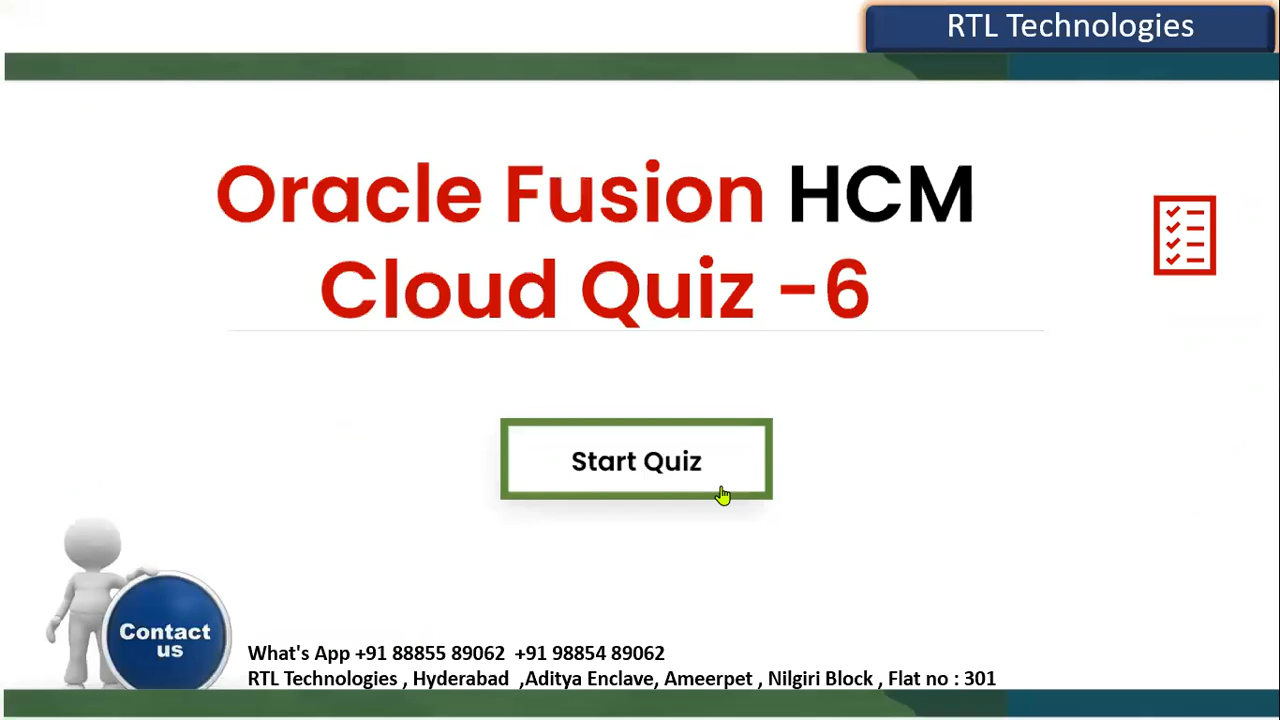 RTL Technologies
Oracle Fusion HCM
Cloud Quiz -6
Start Quiz
Contact
us
What's App +91 88855 89062 +91 98854 89062
RTL Technologies , Hyderabad ,Aditya Enclave, Ameerpet , Nilgiri Block , Flat no : 301